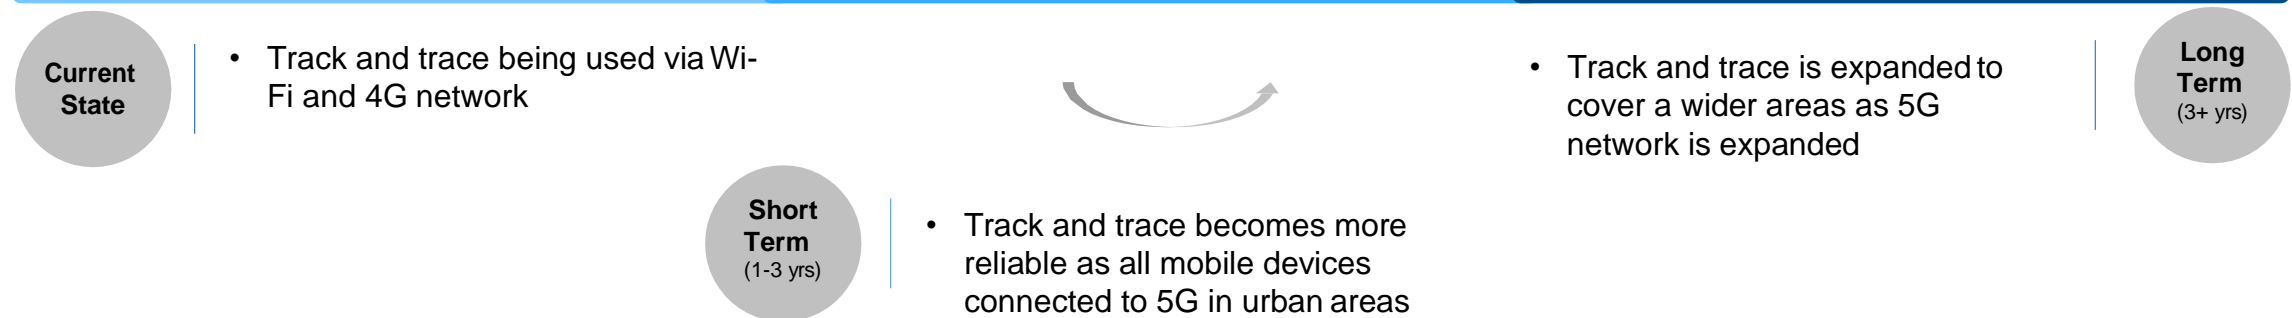 Current
State
• Track and trace being used via Wi-
Fi and 4G network
Short
Term
(1-3 yrs)
• Track and trace becomes more
reliable as all mobile devices
connected to 5G in urban areas
• Track and trace is expanded to
cover a wider areas as 5G
network is expanded
Long
Term
(3+ yrs)